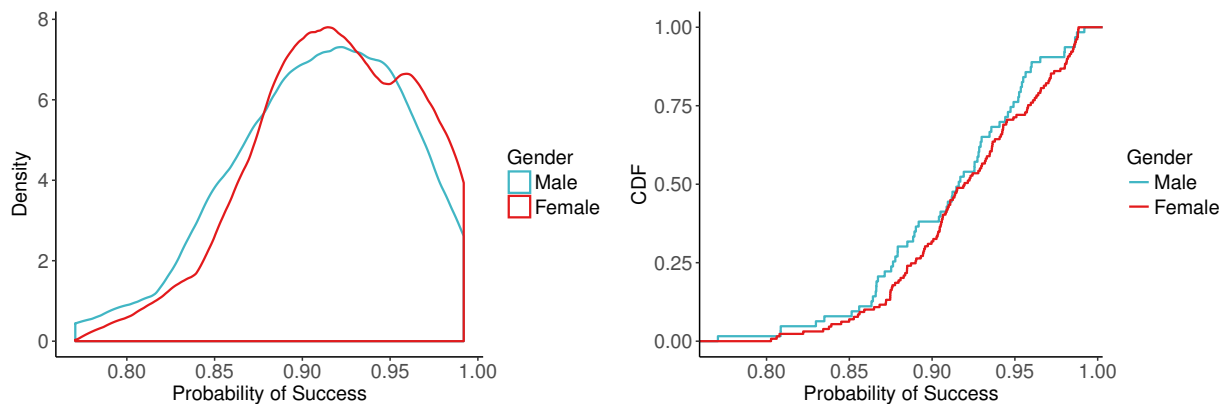 8
6
4
2
0
Density
0.80 0.85 0.90 0.95 1.00
Probability of Success
Gender
Male
Female
1.00
0.75
0.50
0.25
0.00
CDF
0.80 0.85 0.90 0.95 1.00
Probability of Success
Gender
Male
Female